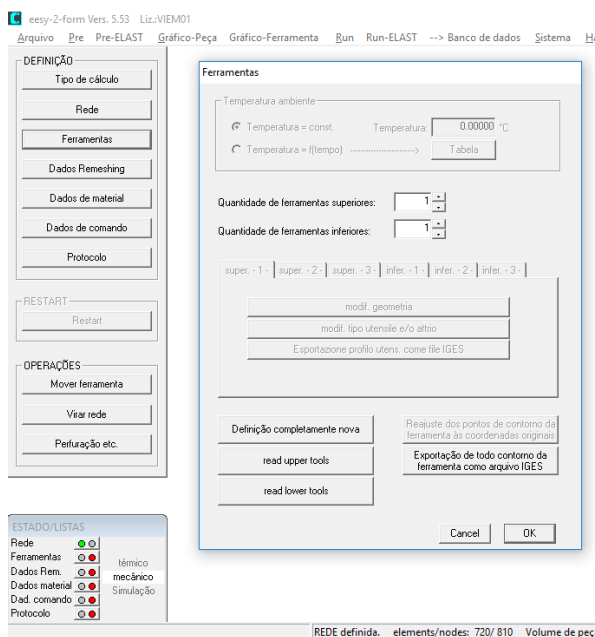 eesy-2-form Vers. 5.53 Liz.:VIEM01
Arquivo Pre Pre-ELAST Gráfico-Peça Gráfico-Ferramenta Run Run-ELAST --> Banco de dados Sistema
DEFINIÇÃO
Tipo de cálculo
Rede
Ferramentas
Dados Remeshing
Dados de material
Dados de comando
Protocolo
RESTART
Restart
OPERAÇÕES
Mover ferramenta
Virar rede
Perfuração etc.
Ferramentas
Temperatura ambiente
Temperatura = const. Temperatura: 0.00000 °C
Temperatura = f(tempo) ------------------------> Tabela
Quantidade de ferramentas superiores: 1
Quantidade de ferramentas inferiores: 1
super. - 1 - super. - 2 - super. - 3 - infer. - 1 - infer. - 2 - infer. - 3 -
modif. geometria
modif. tipo utensile e/o attrio
Esportazione profilo utens. come file IGES
Definição completamente nova
read upper tools
read lower tools
Reajuste dos pontos de contorno da
ferramenta às coordenadas originais
Exportação de todo contorno da
ferramenta como arquivo IGES
Cancel OK
ESTADO/LISTAS
Rede
Ferramentas
Dados Rem.
Dados material
Dad. comando
Protocolo
térmico
mecânico
Simulação
REDE definida. elements/nodes: 720/ 810 Volume de peç